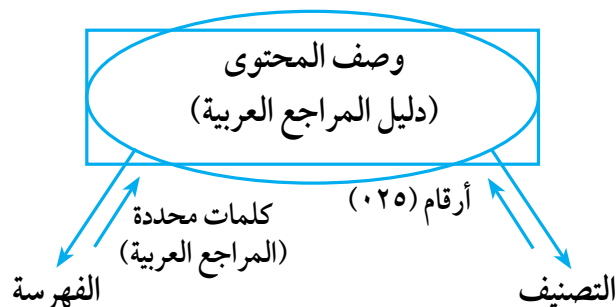 وصف المحتوى
(دليل المراجع العربية)
أرقام (٠٢٥)
كلمات محددة
(المراجع العربية)
التصنيف
الفهرسة